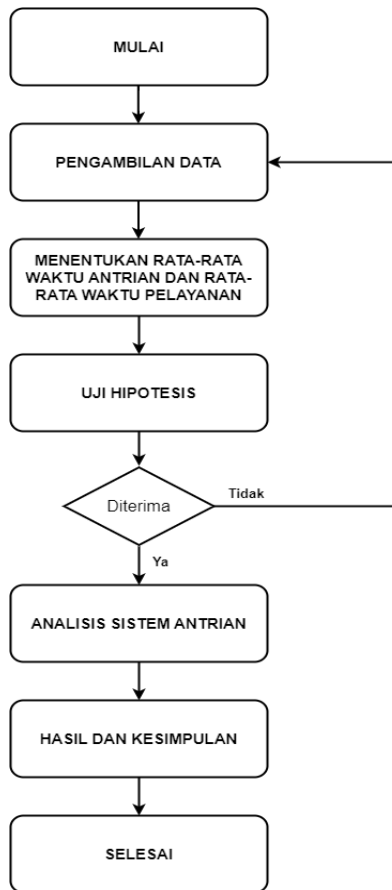 MULAI
PENGAMBILAN DATA
MENENTUKAN RATA-RATA
WAKTU ANTRIAN DAN RATA-
RATA WAKTU PELAYANAN
UJI HIPOTESIS
Diterima
Tidak
Ya
ANALISIS SISTEM ANTRIAN
HASIL DAN KESIMPULAN
SELESAI